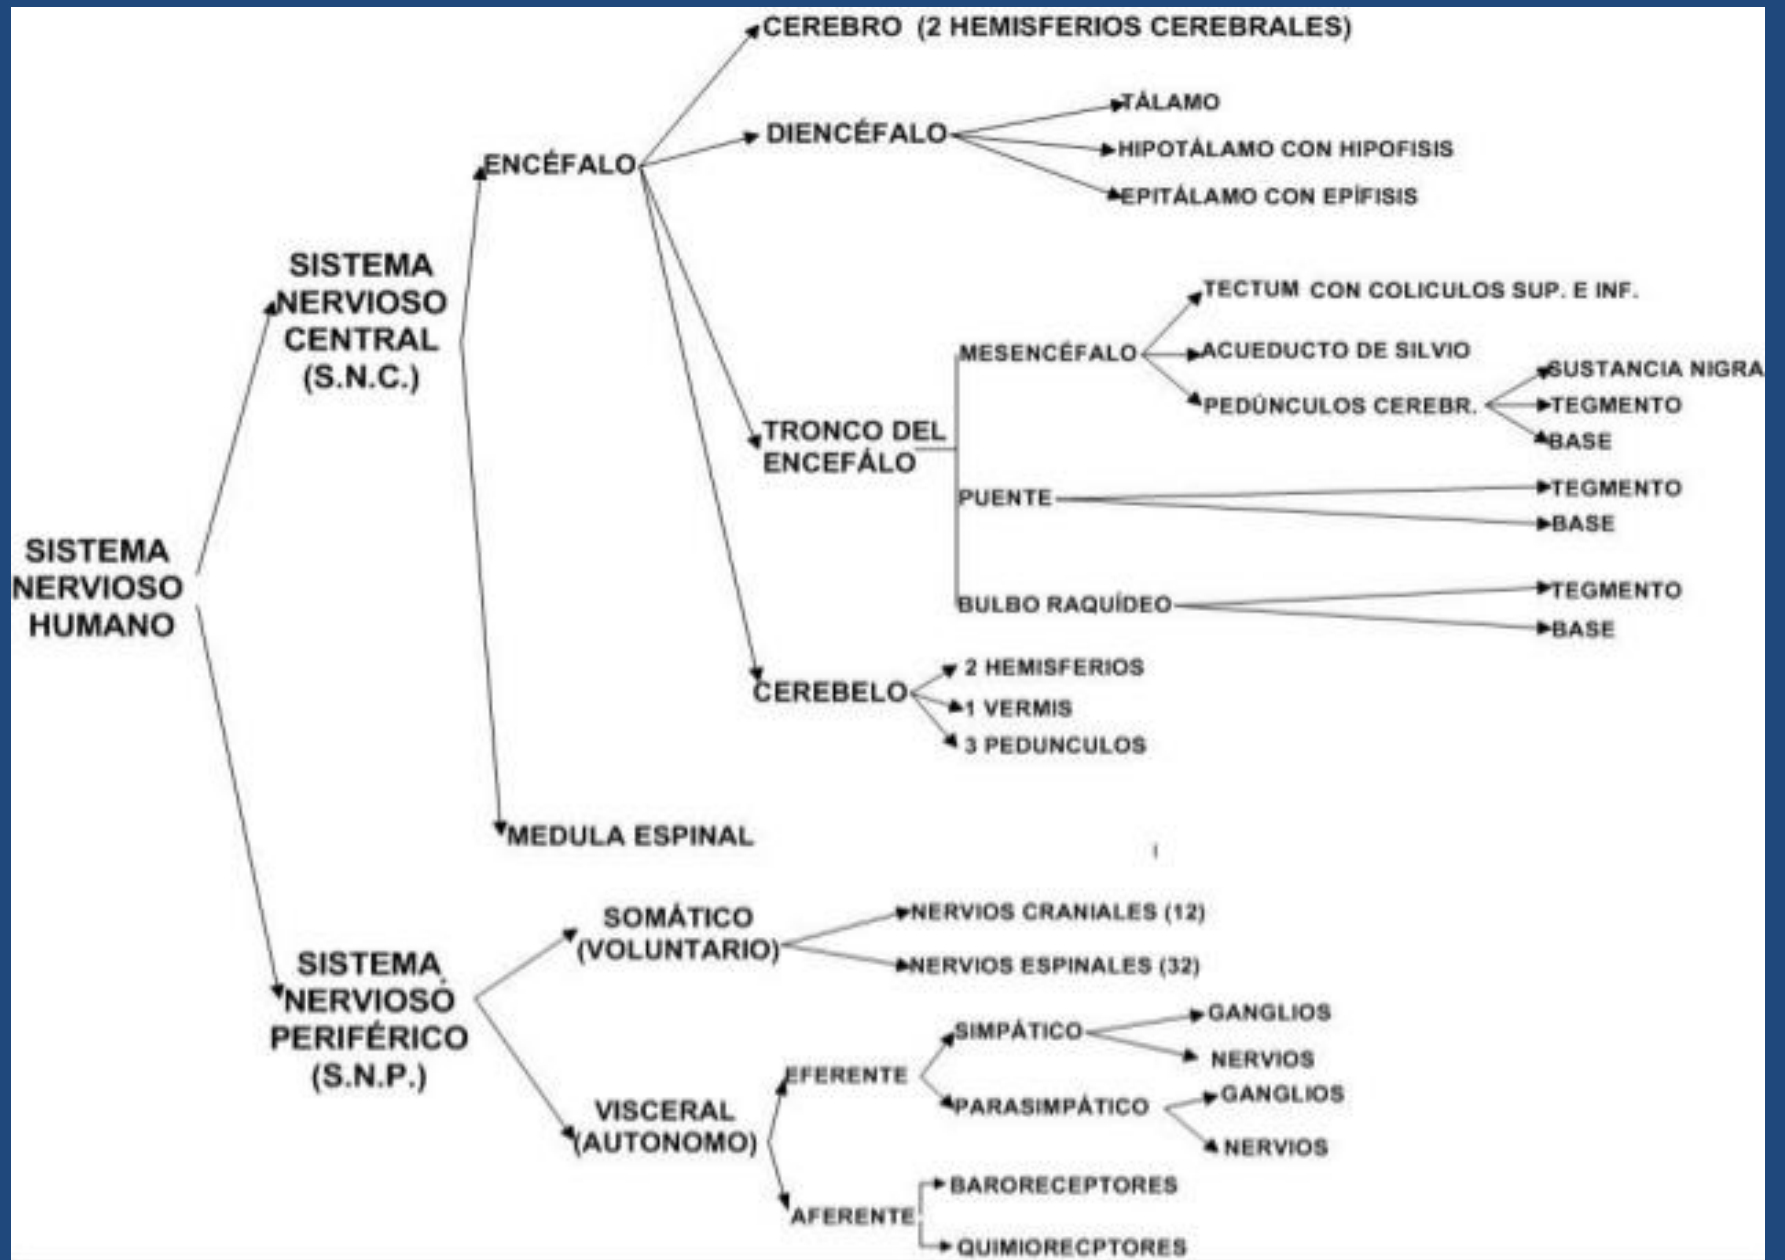 CEREBRO (2 HEMISFERIOS CEREBRALES)
TÁLAMO
DIENCÉFALO
HIPOTÁLAMO CON HIPOFISIS
ENCÉFALO
EPITÁLAMO CON EPÍFISIS
SISTEMA
NERVIOSO
CENTRAL
(S.N.C.)
TECTUM CON COLICULOS SUP. E INF.
MESENCÉFALO
ACUEDUCTO DE SILVIO
SUSTANCIA NIGRA
PEDÚNCULOS CEREBR.
TEGMENTO
BASE
TRONCO DEL
ENCEFÁLO
PUENTE
TEGMENTO
BASE
SISTEMA
NERVIOSO
HUMANO
BULBO RAQUÍDEO
TEGMENTO
BASE
2 HEMISFERIOS
CEREBELO
1 VERMIS
3 PEDUNCULOS
MEDULA ESPINAL
SOMÁTICO
(VOLUNTARIO)
NERVIOS CRANIALES (12)
NERVIOS ESPINALES (32)
SISTEMA
NERVIOSO
PERIFÉRICO
(S.N.P.)
GANGLIOS
SIMPÁTICO
NERVIOS
EFERENTE
GANGLIOS
PARASIMPÁTICO
NERVIOS
VISCERAL
(AUTONOMO)
BARORECEPTORES
AFERENTE
QUIMIORECPTORES